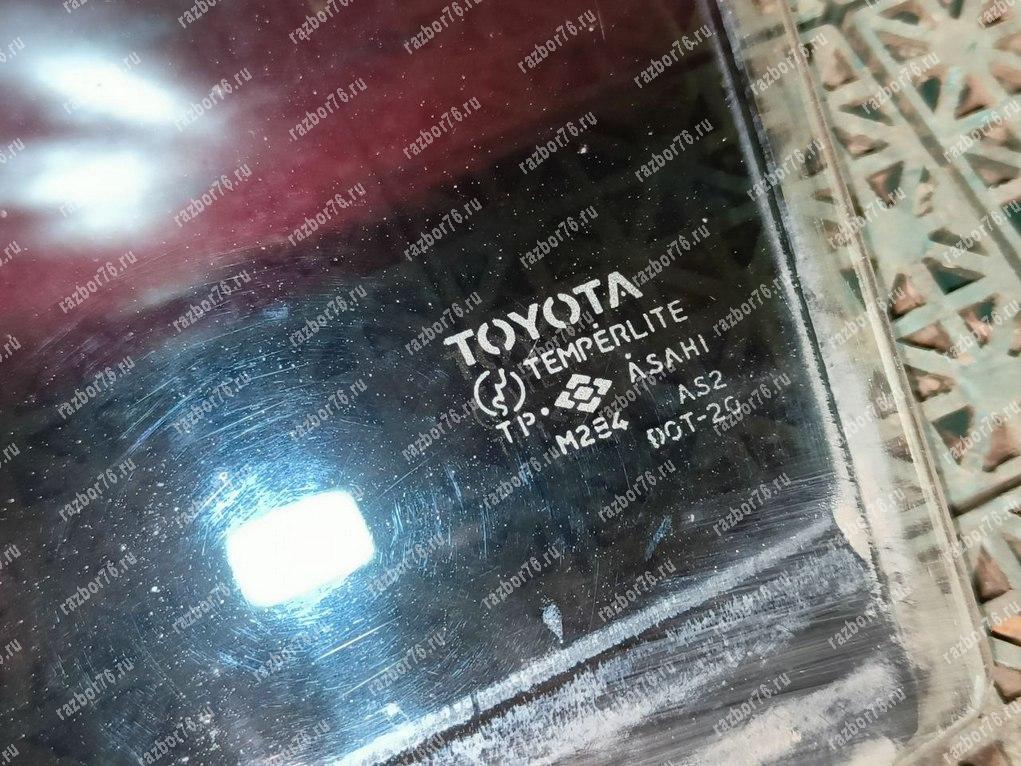 TOYOTA
TEMPERLITE
TP. ASAHI
M2E4 AS2
DOT-20
razbor76.ru